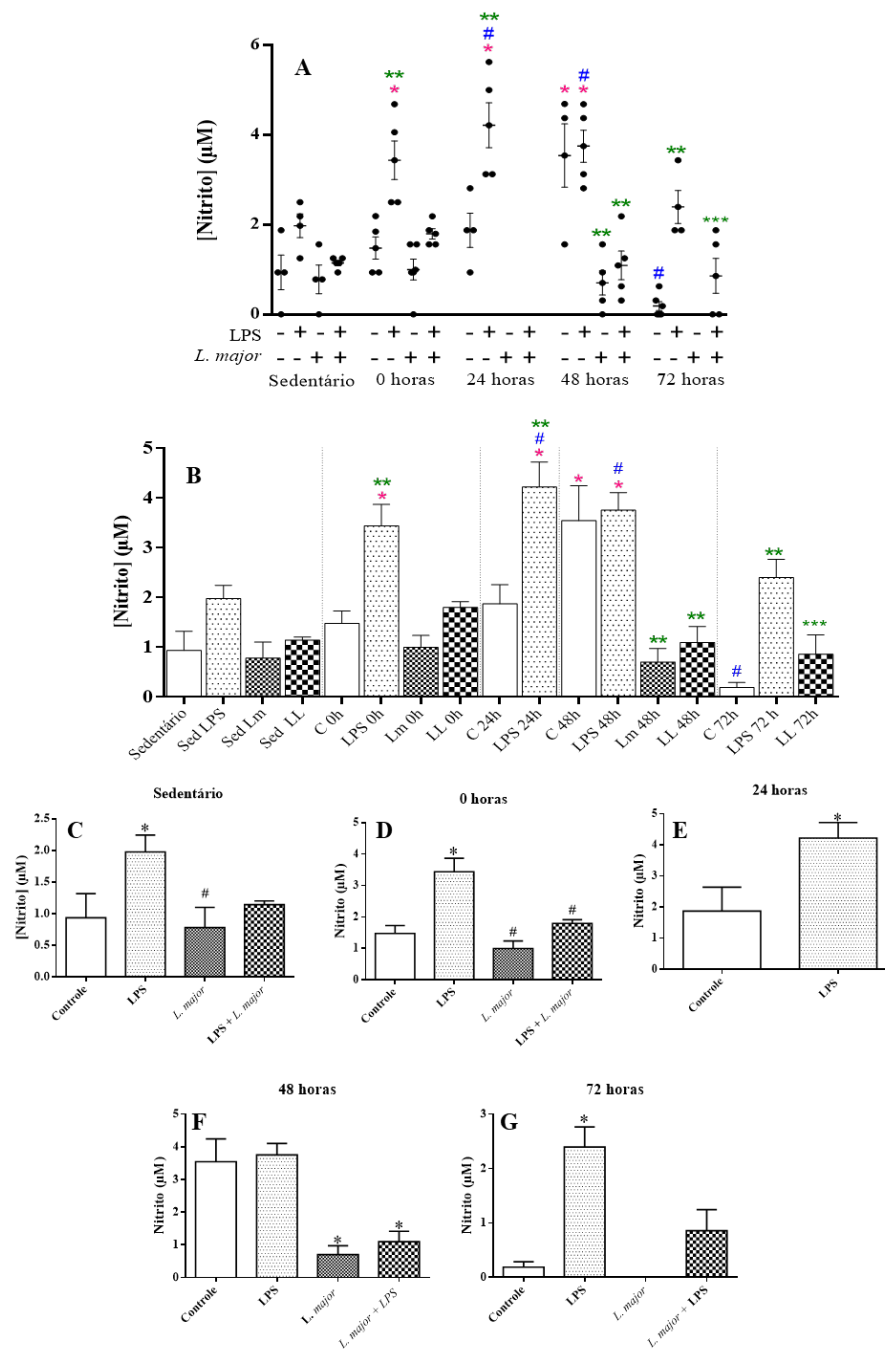 A
[Nitrito] (µM)
6
4
2
0
** * ** # * * # * ** ** # ** ***
LPS - + - + - + - + - + - + - + - + - + - +
L. major - - + + - - + + - - + + - - + + - - + +
Sedentário 0 horas 24 horas 48 horas 72 horas
B
[Nitrito] (µM)
5
4
3
2
1
0
** * ** # * * # * ** ** # ** ***
Sedentário Sed LPS Sed Lm Sed LL C 0h LPS 0h Lm 0h LL 0h C 24h LPS 24h C 48h LPS 48h Lm 48h LL 48h C 72h LPS 72 h LL 72h
Sedentário
C
[Nitrito] (µM)
2.5
2.0
1.5
1.0
0.5
0.0
* #
Controle LPS L. major LPS + L. major
0 horas
D
Nitrito (µM)
5
4
3
2
1
0
* # #
Controle LPS L. major LPS + L. major
24 horas
E
Nitrito (µM)
5
4
3
2
1
0
*
Controle LPS
48 horas
F
Nitrito (µM)
5
4
3
2
1
0
* *
Controle LPS L. major L. major + LPS
72 horas
G
Nitrito (µM)
3
2
1
0
*
Controle LPS L. major L. major + LPS